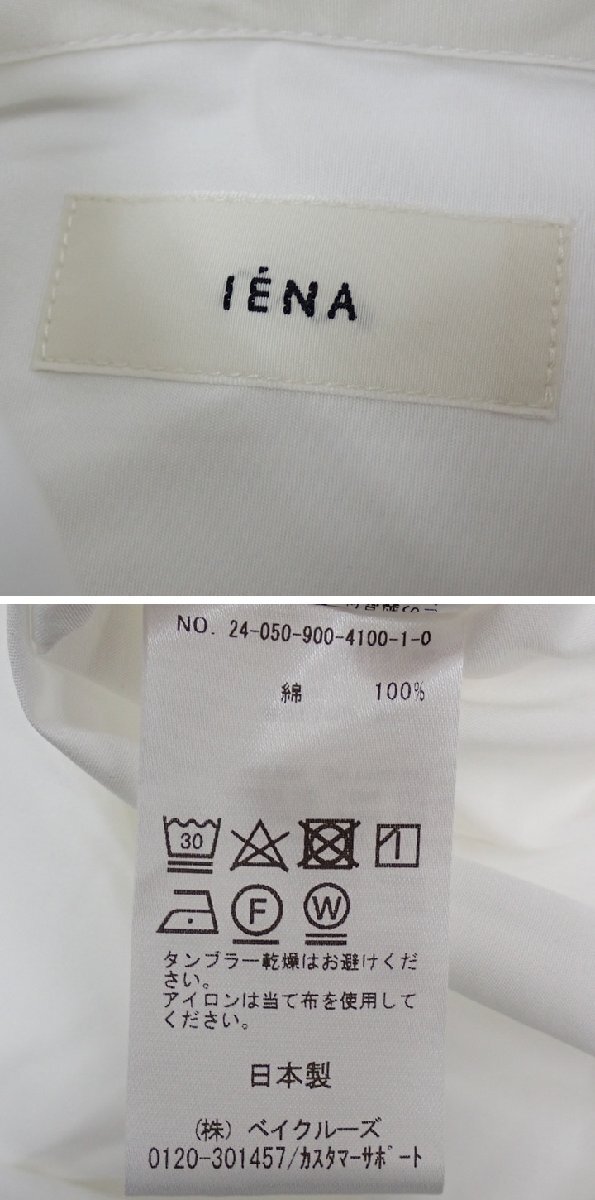 IÉNA
NO. 24-050-900-4100-1-0
綿 100%
30
F W
タンブラー乾燥はお避けくだ
さい。
アイロンは当て布を使用して
ください。
日本製
(株) ベイクルーズ
0120-301457/カスタマーサポート